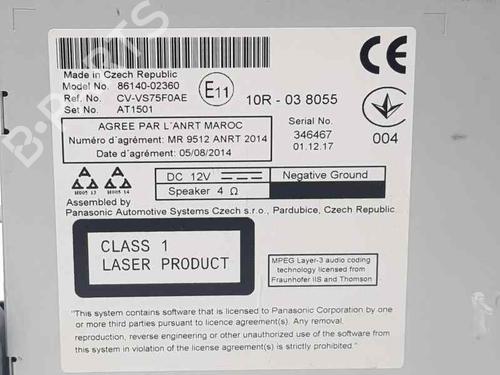 Made in Czech Republic
Model No. 86140-02360
Ref. No. CV-VS75F0AE
Set No. AT1501
E11
10R - 03 8055
CE
AGREE PAR L'ANRT MAROC
Numéro d'agrément: MR 9512 ANRT 2014
Date d'agrément: 05/08/2014
Serial No.
346467
01.12.17
004
DC 12V
Negative Ground
Speaker 4 Ω
Assembled by
Panasonic Automotive Systems Czech s.r.o., Pardubice, Czech Republic
CLASS 1
LASER PRODUCT
MPEG Layer-3 audio coding
technology licensed from
Fraunhofer IIS and Thomson
"This system contains software that is licensed to Panasonic Corporation by one
or more third parties pursuant to licence agreement(s). Any removal,
reproduction, reverse engineering or other unauthorized use of the software from
this system in violation of the license agreement(s) is strictly prohibited."
B-PARTS